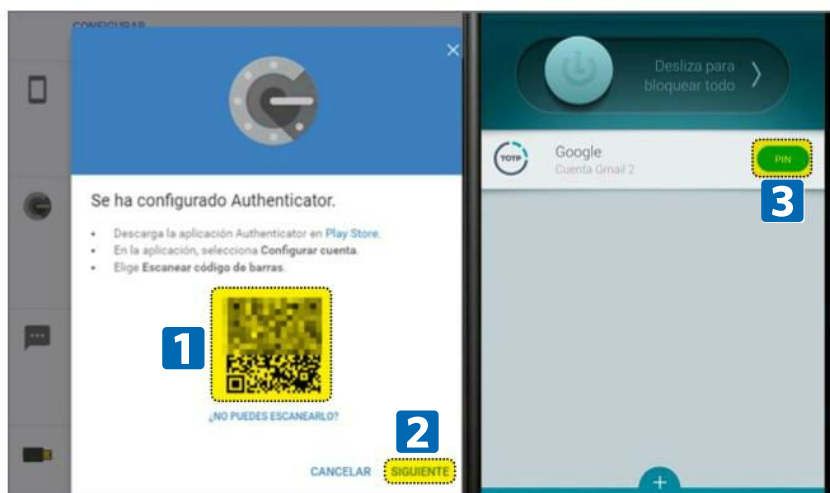 CONFIGURAR
×
Se ha configurado Authenticator.
• Descarga la aplicación Authenticator en Play Store.
• En la aplicación, selecciona Configurar cuenta.
• Elige Escanear código de barras.
1
¿NO PUEDES ESCANEARLO?
2
CANCELAR SIGUIENTE
Desliza para
bloquear todo
TOTP
Google
Cuenta Gmail 2
PIN
3
+